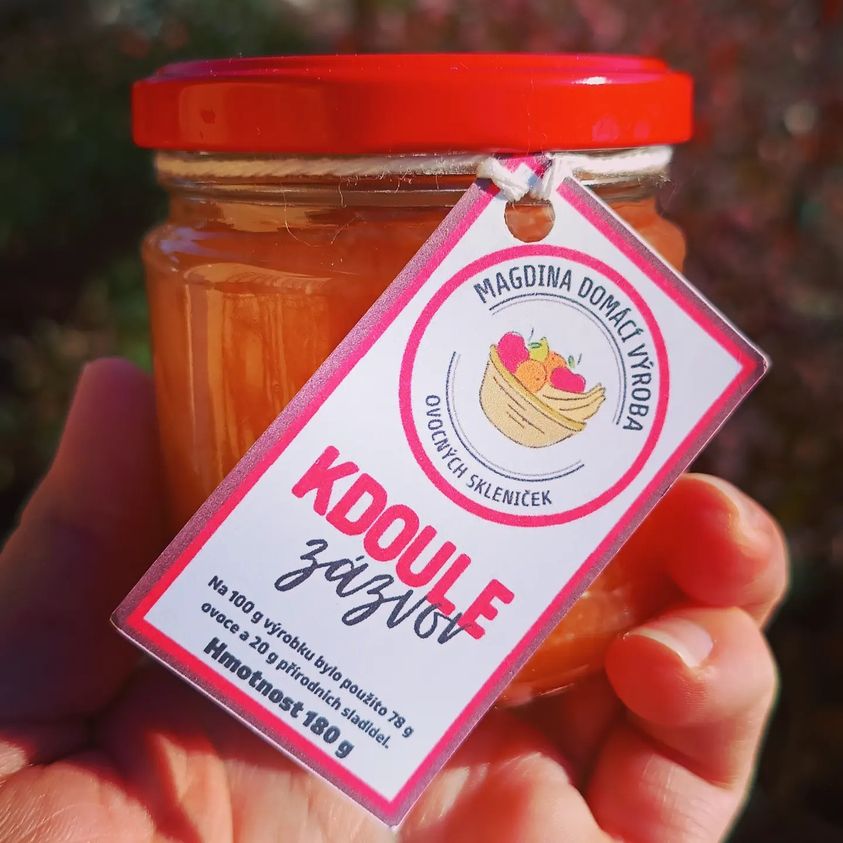 MAGDINA DOMÁCÍ VÝROBA
OVOCNÝCH SKLENIČEK
KDOULE
zázvor
Na 100 g výrobku bylo použito 78 g
ovoce a 20 g přírodních sladidel.
Hmotnost 180 g